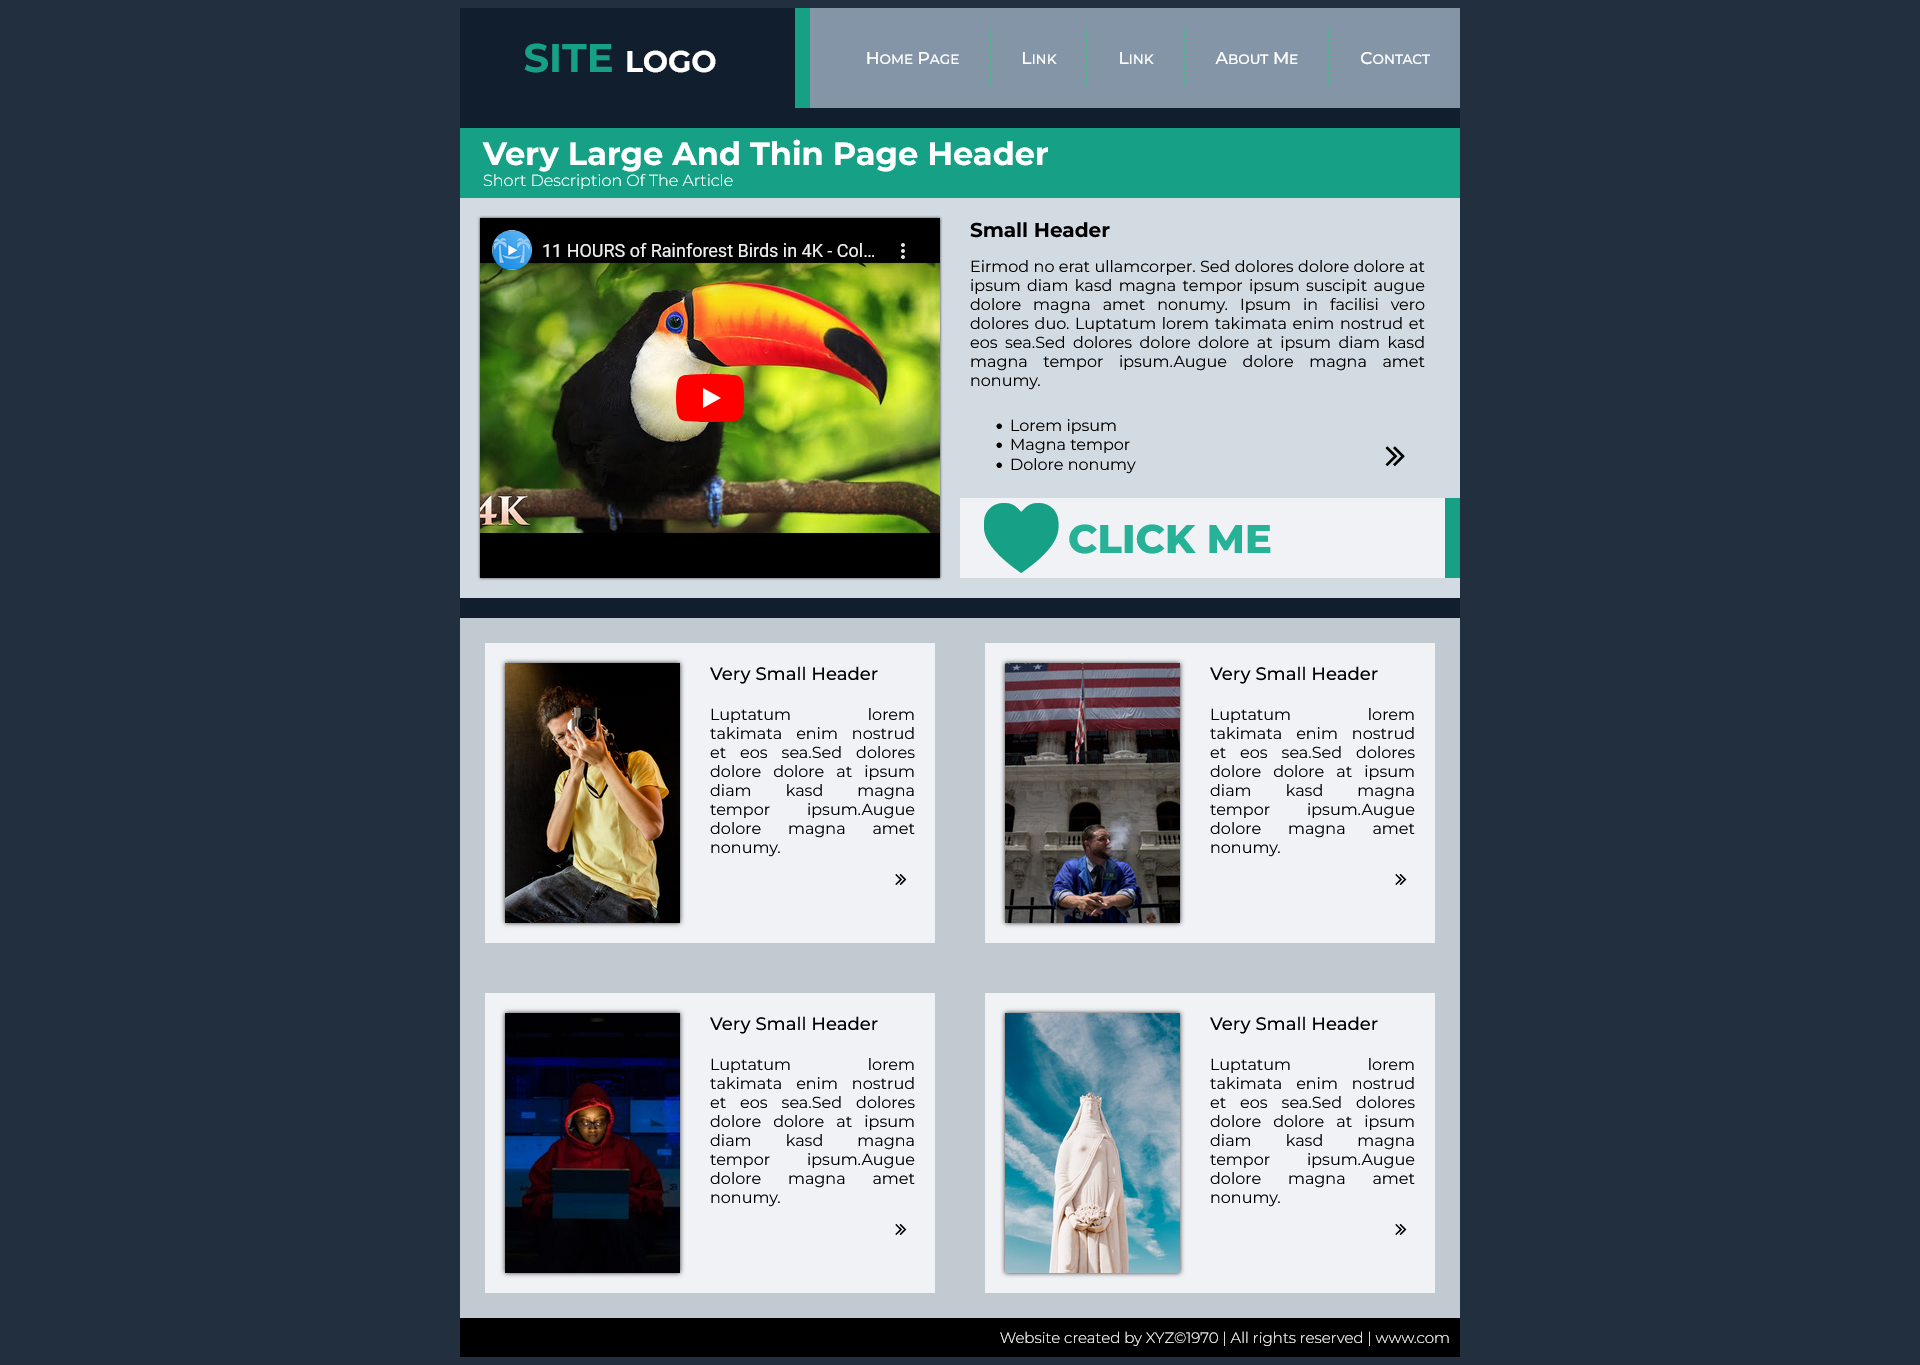 SITE LOGO
Home Page
Link
Link
About Me
Contact
Very Large And Thin Page Header
Short Description Of The Article
11 HOURS of Rainforest Birds in 4K - Col...
4K
Small Header
Eirmod no erat ullamcorper. Sed dolores dolore dolore at
ipsum diam kasd magna tempor ipsum suscipit augue
dolore magna amet nonumy. Ipsum in facilisi vero
dolores duo. Luptatum lorem takimata enim nostrud et
eos sea.Sed dolores dolore dolore at ipsum diam kasd
magna tempor ipsum.Augue dolore magna amet
nonumy.
• Lorem ipsum
• Magna tempor
• Dolore nonumy
CLICK ME
Very Small Header
Luptatum lorem
takimata enim nostrud
et eos sea.Sed dolores
dolore dolore at ipsum
diam kasd magna
tempor ipsum.Augue
dolore magna amet
nonumy.
Very Small Header
Luptatum lorem
takimata enim nostrud
et eos sea.Sed dolores
dolore dolore at ipsum
diam kasd magna
tempor ipsum.Augue
dolore magna amet
nonumy.
Very Small Header
Luptatum lorem
takimata enim nostrud
et eos sea.Sed dolores
dolore dolore at ipsum
diam kasd magna
tempor ipsum.Augue
dolore magna amet
nonumy.
Very Small Header
Luptatum lorem
takimata enim nostrud
et eos sea.Sed dolores
dolore dolore at ipsum
diam kasd magna
tempor ipsum.Augue
dolore magna amet
nonumy.
Website created by XYZ©1970 | All rights reserved | www.com